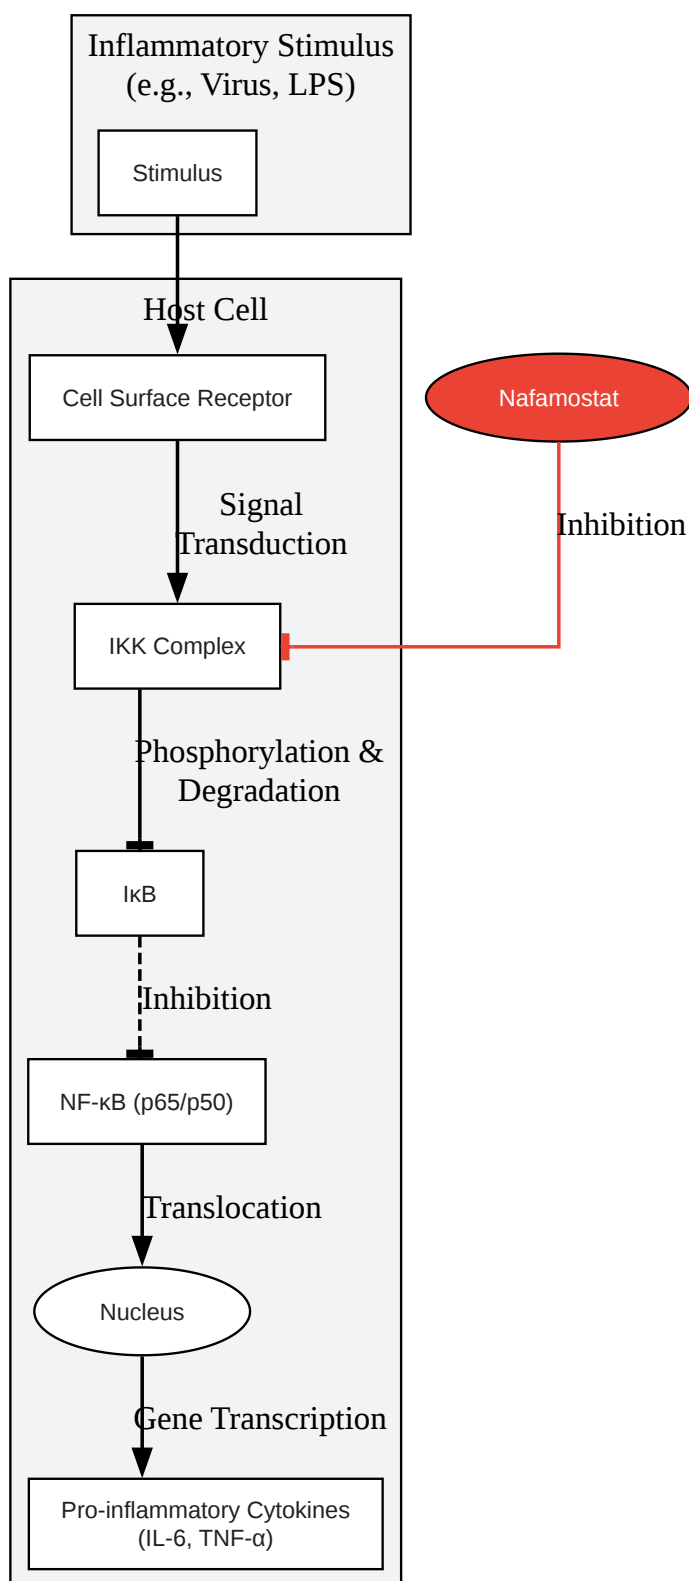 Inflammatory Stimulus
(e.g., Virus, LPS)
Stimulus
Host Cell
Cell Surface Receptor
Nafamostat
Signal
Transduction
Inhibition
IKK Complex
Phosphorylation &
Degradation
IκB
Inhibition
NF-κB (p65/p50)
Translocation
Nucleus
Gene Transcription
Pro-inflammatory Cytokines
(IL-6, TNF-α)